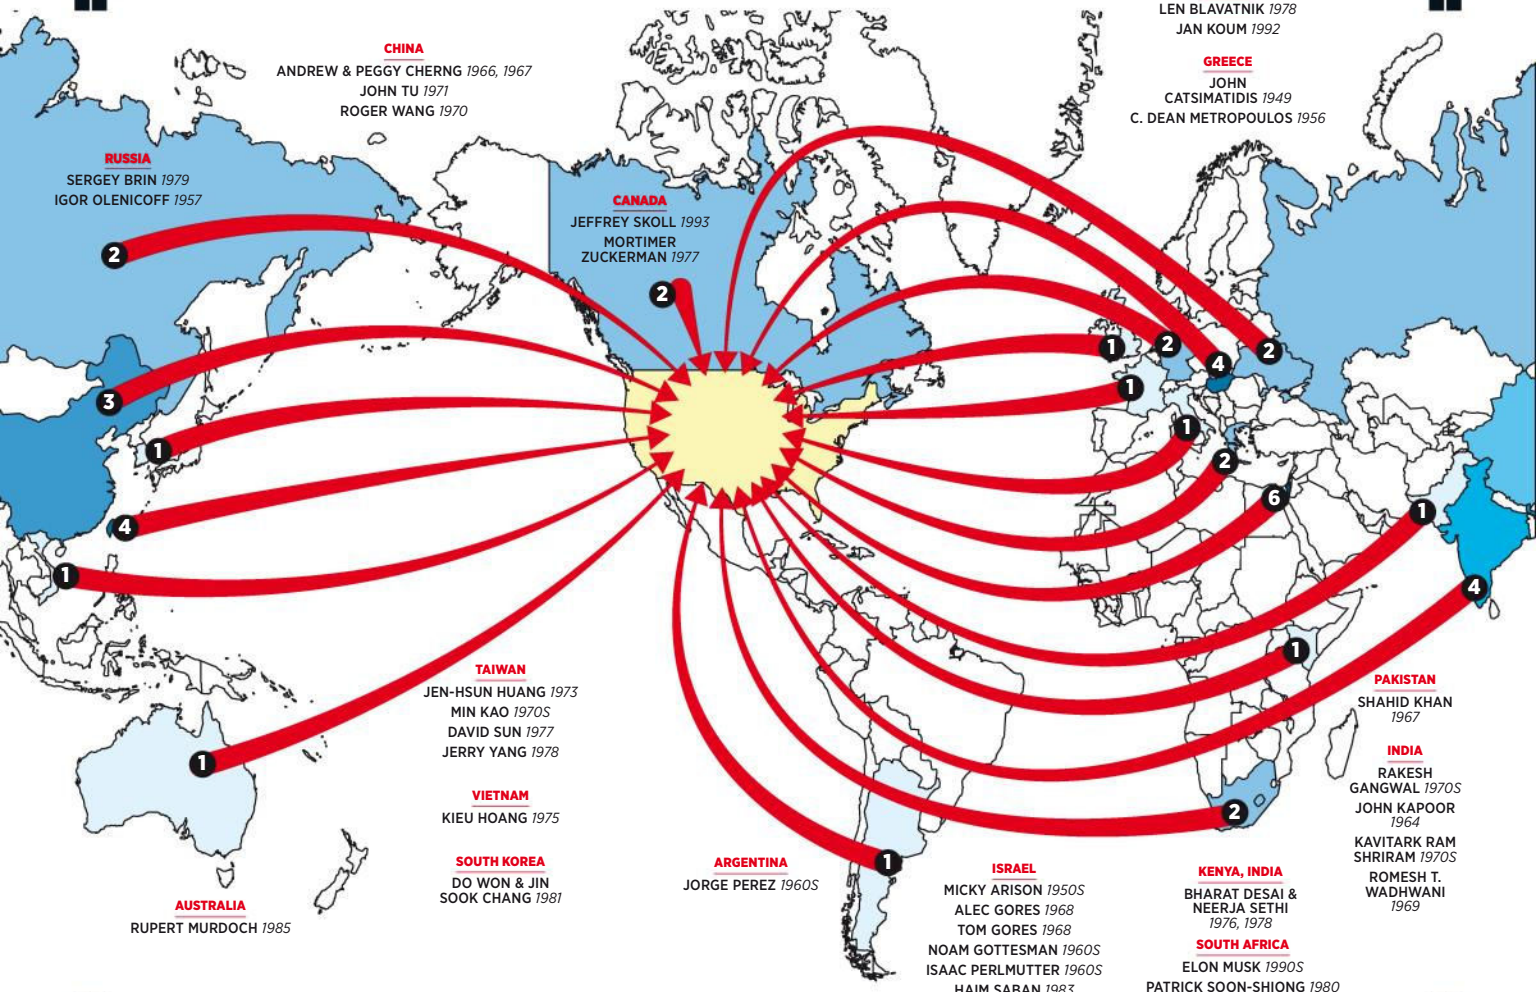 LEN BLAVATNIK 1978
JAN KOUM 1992
CHINA
ANDREW & PEGGY CHERNG 1966, 1967
JOHN TU 1971
ROGER WANG 1970
GREECE
JOHN
CATSIMATIDIS 1949
C. DEAN METROPOULOS 1956
RUSSIA
SERGEY BRIN 1979
IGOR OLENICOFF 1957
CANADA
JEFFREY SKOLL 1993
MORTIMER
ZUCKERMAN 1977
2
2
1
2
4
2
3
1
1
1
2
4
6
1
1
4
1
1
2
1
TAIWAN
JEN-HSUN HUANG 1973
MIN KAO 1970S
DAVID SUN 1977
JERRY YANG 1978
VIETNAM
KIEU HOANG 1975
SOUTH KOREA
DO WON & JIN
SOOK CHANG 1981
AUSTRALIA
RUPERT MURDOCH 1985
ARGENTINA
JORGE PEREZ 1960S
ISRAEL
MICKY ARISON 1950S
ALEC GORES 1968
TOM GORES 1968
NOAM GOTTESMAN 1960S
ISAAC PERLMUTTER 1960S
HAIM SABAN 1983
KENYA, INDIA
BHARAT DESAI &
NEERJA SETHI
1976, 1978
SOUTH AFRICA
ELON MUSK 1990S
PATRICK SOON-SHIONG 1980
PAKISTAN
SHAHID KHAN
1967
INDIA
RAKESH
GANGWAL 1970S
JOHN KAPOOR
1964
KAVITARK RAM
SHRIRAM 1970S
ROMESH T.
WADHWANI
1969